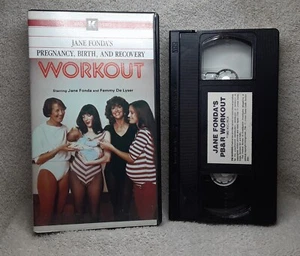 K
JANE FONDA'S
PREGNANCY, BIRTH, AND RECOVERY
WORKOUT
Starring Jane Fonda and Femmy De Lyser
JANE FONDA'S
PB&R WORKOUT